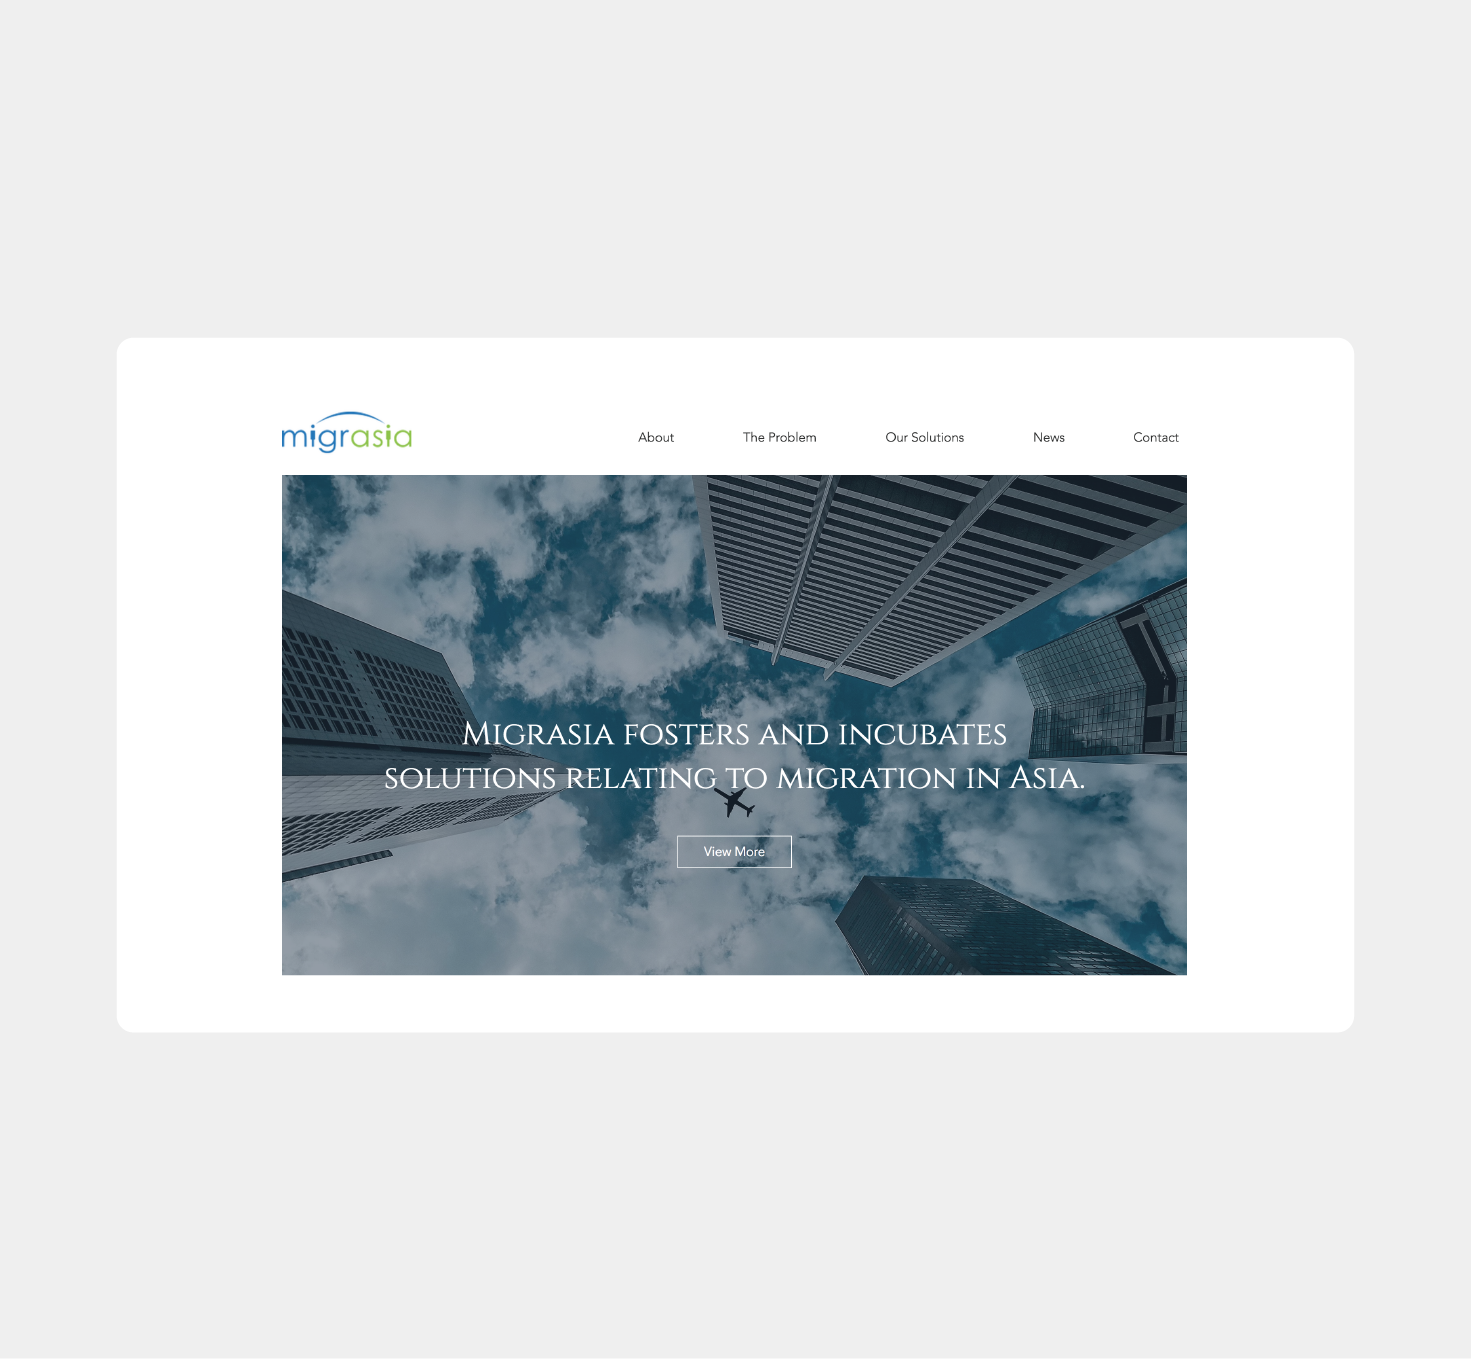 migrasia
About
The Problem
Our Solutions
News
Contact
Migrasia fosters and incubates
solutions relating to migration in Asia.
View More